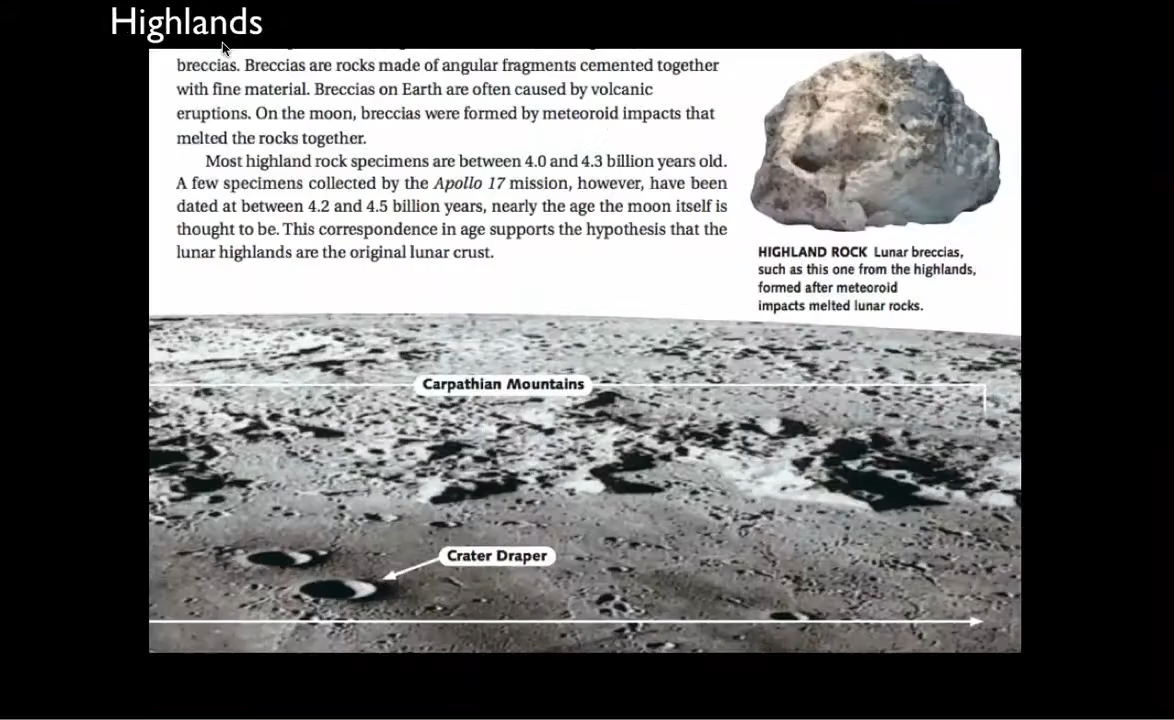 Highlands
breccias. Breccias are rocks made of angular fragments cemented together
with fine material. Breccias on Earth are often caused by volcanic
eruptions. On the moon, breccias were formed by meteoroid impacts that
melted the rocks together.
Most highland rock specimens are between 4.0 and 4.3 billion years old.
A few specimens collected by the Apollo 17 mission, however, have been
dated at between 4.2 and 4.5 billion years, nearly the age the moon itself is
thought to be. This correspondence in age supports the hypothesis that the
lunar highlands are the original lunar crust.
HIGHLAND ROCK Lunar breccias,
such as this one from the highlands,
formed after meteoroid
impacts melted lunar rocks.
Carpathian Mountains
Crater Draper